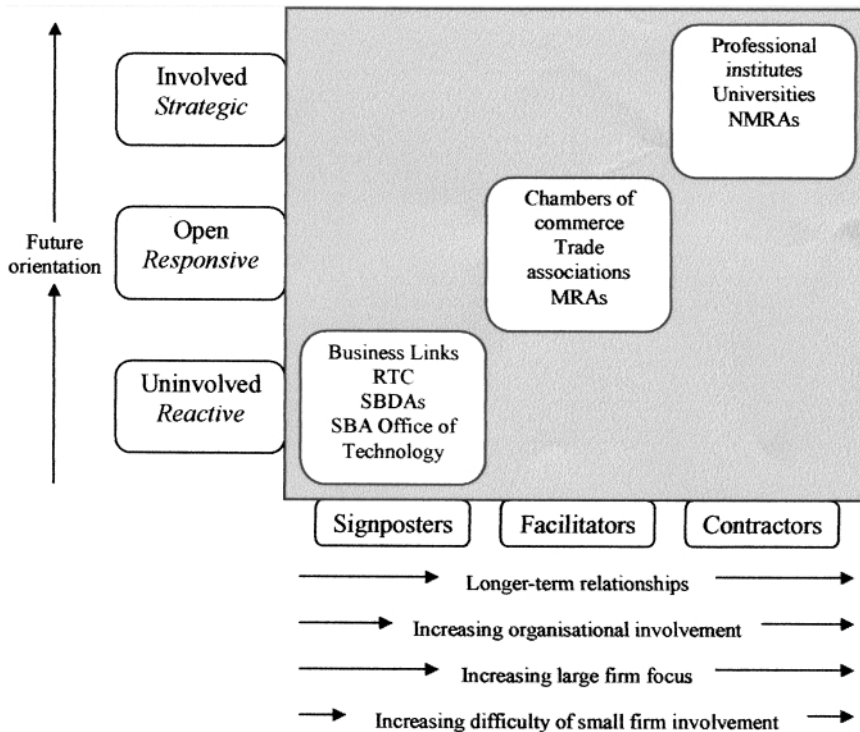 Professional
institutes
Universities
NMRAs
Involved
Strategic
Chambers of
commerce
Trade
associations
MRAs
Open
Responsive
Future
orientation
Business Links
RTC
SBDAs
SBA Office of
Technology
Uninvolved
Reactive
Signposters
Facilitators
Contractors
Longer-term relationships
Increasing organisational involvement
Increasing large firm focus
Increasing difficulty of small firm involvement